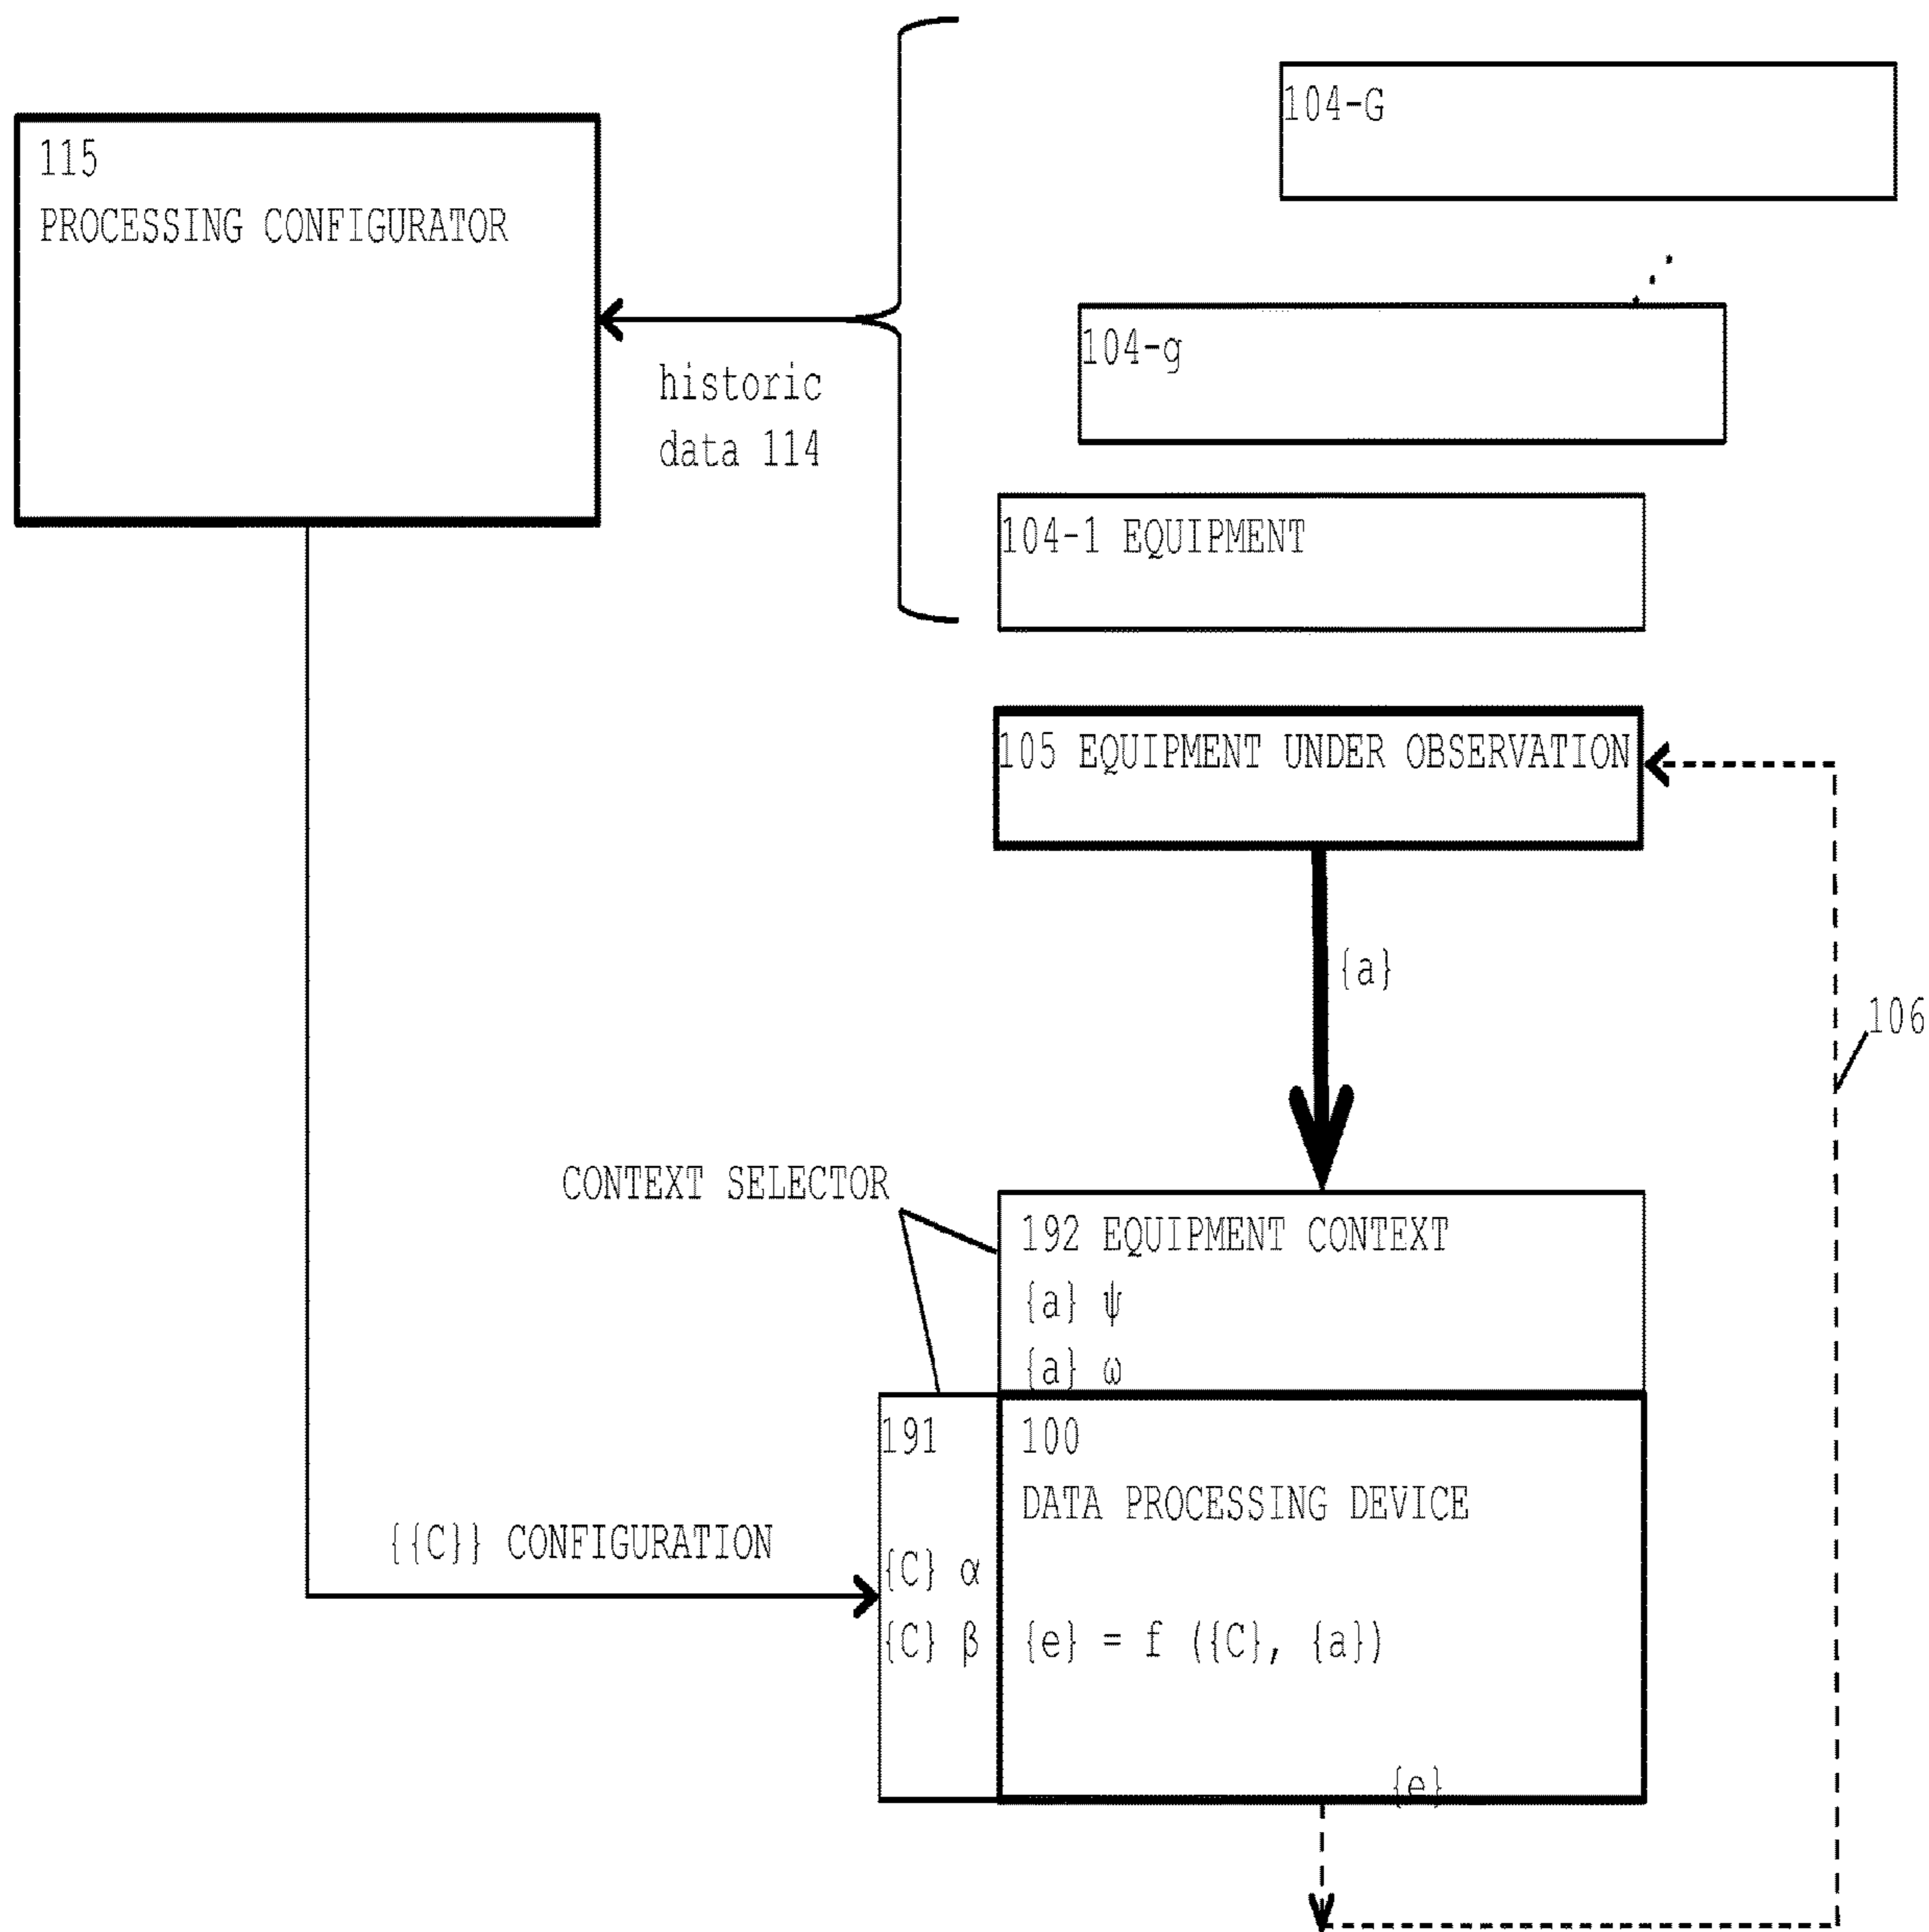 104-G
115
PROCESSING CONFIGURATOR
104-g
historic
data 114
104-1 EQUIPMENT
105 EQUIPMENT UNDER OBSERVATION
{a}
106
CONTEXT SELECTOR
192 EQUIPMENT CONTEXT
{a} ψ
{a} ω
191
100
DATA PROCESSING DEVICE
{{C}} CONFIGURATION
{C} α
{C} β
{e} = f ({C}, {a})
{e}